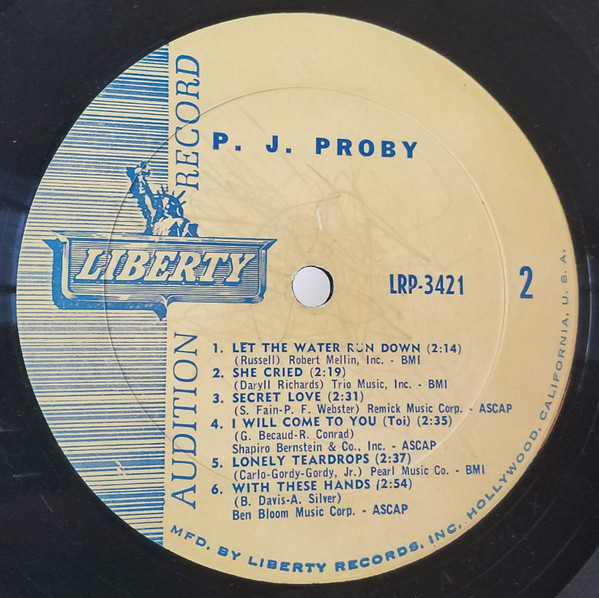 P. J. PROBY
AUDITION RECORD
LIBERTY
LRP-3421
2
1. LET THE WATER RUN DOWN (2:14)
(Russell) Robert Mellin, Inc. - BMI
2. SHE CRIED (2:19)
(Daryll Richards) Trio Music, Inc. - BMI
3. SECRET LOVE (2:31)
(S. Fain-P. F. Webster) Remick Music Corp. - ASCAP
4. I WILL COME TO YOU (Toi) (2:35)
(G. Becaud-R. Conrad)
Shapiro Bernstein & Co., Inc. - ASCAP
5. LONELY TEARDROPS (2:37)
(Carlo-Gordy-Gordy, Jr.) Pearl Music Co. - BMI
6. WITH THESE HANDS (2:54)
(B. Davis-A. Silver)
Ben Bloom Music Corp. - ASCAP
MFD. BY LIBERTY RECORDS, INC. HOLLYWOOD, CALIFORNIA, U. S. A.